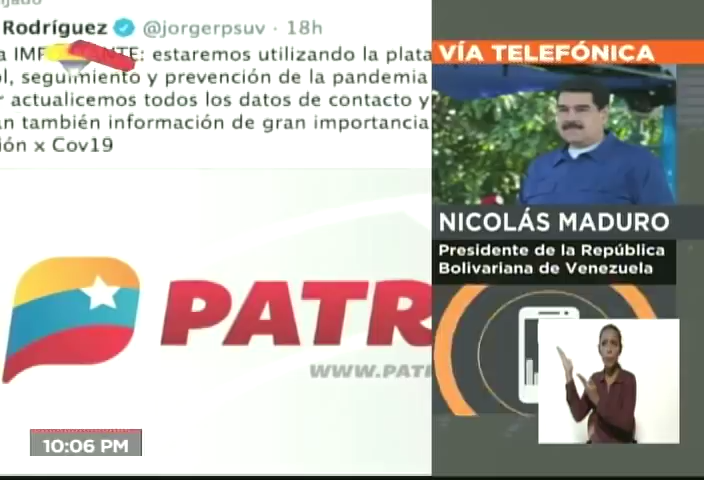 Rodríguez @jorgerpsuv · 18h
estaremos utilizando la plata
seguimiento y prevención de la pandemia
actualicemos todos los datos de contacto y
también información de gran importancia
x Cov19
PATR
WWW.PATR
10:06 PM
VÍA TELEFÓNICA
NICOLÁS MADURO
Presidente de la República
Bolivariana de Venezuela